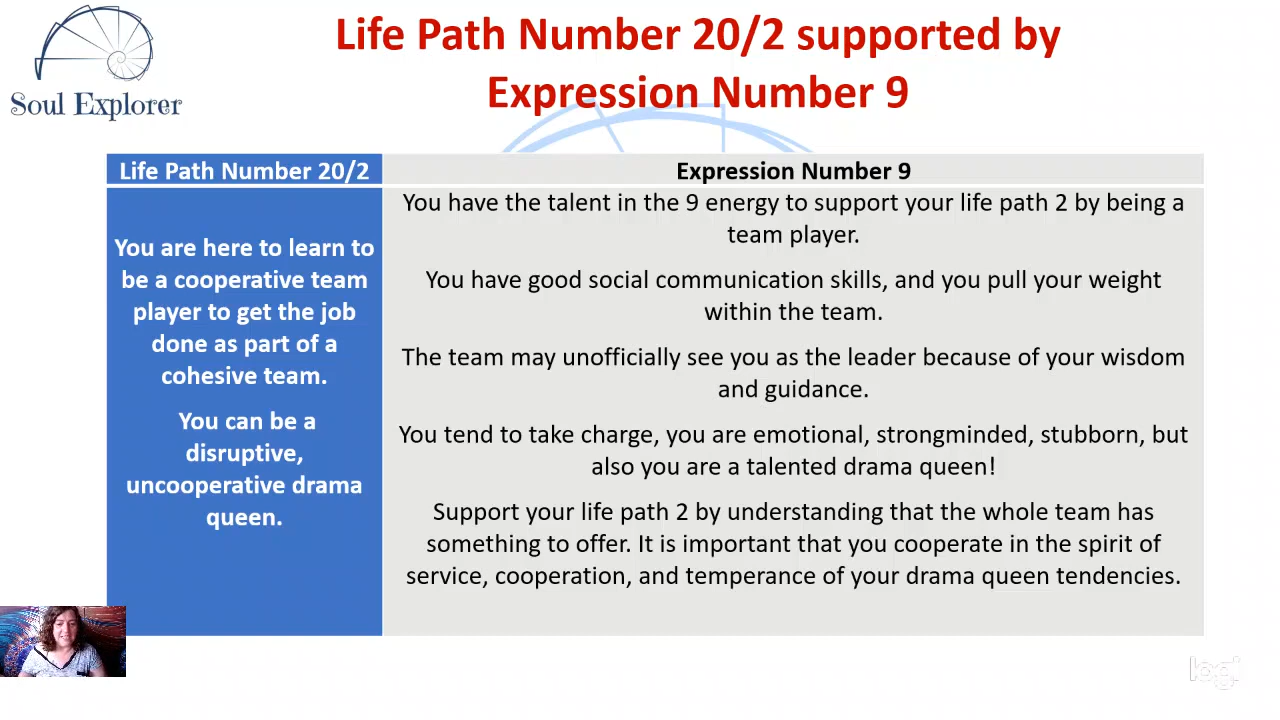 Life Path Number 20/2 supported by
Expression Number 9
Soul Explorer
Life Path Number 20/2
Expression Number 9
You are here to learn to
be a cooperative team
player to get the job
done as part of a
cohesive team.
You can be a
disruptive,
uncooperative drama
queen.
You have the talent in the 9 energy to support your life path 2 by being a
team player.
You have good social communication skills, and you pull your weight
within the team.
The team may unofficially see you as the leader because of your wisdom
and guidance.
You tend to take charge, you are emotional, strongminded, stubborn, but
also you are a talented drama queen!
Support your life path 2 by understanding that the whole team has
something to offer. It is important that you cooperate in the spirit of
service, cooperation, and temperance of your drama queen tendencies.
logi